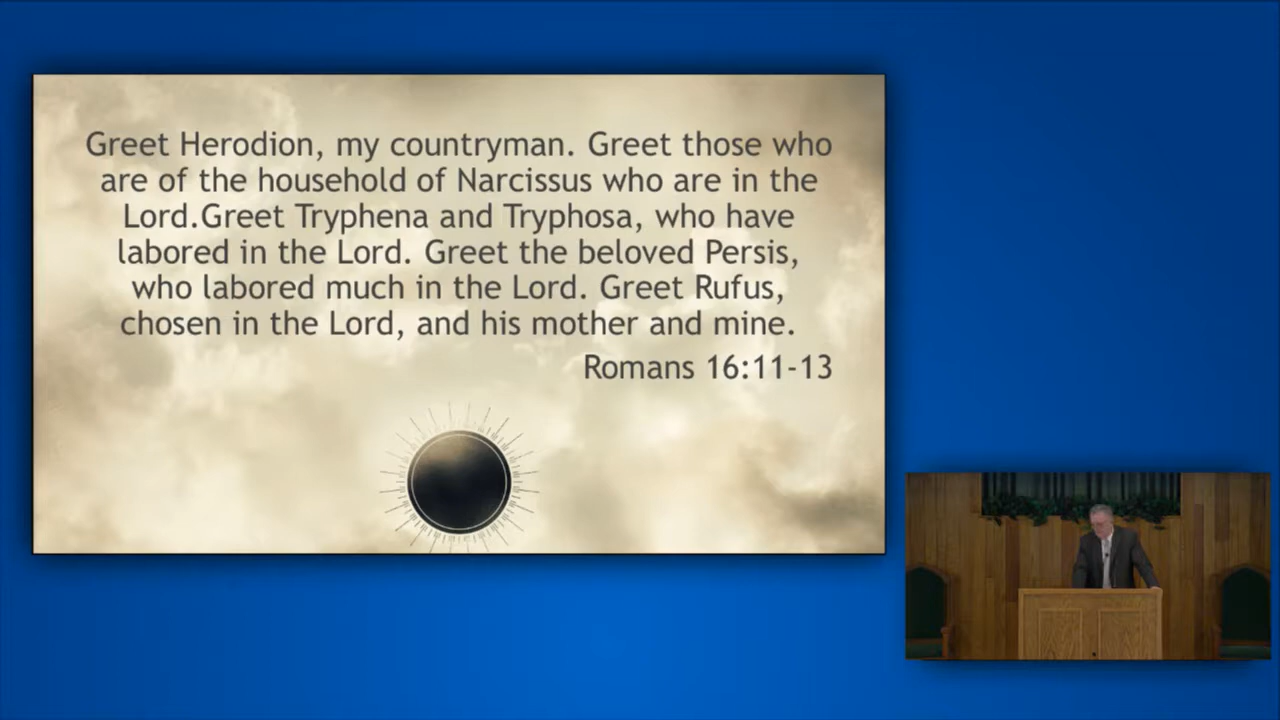 Greet Herodion, my countryman. Greet those who
are of the household of Narcissus who are in the
Lord.Greet Tryphena and Tryphosa, who have
labored in the Lord. Greet the beloved Persis,
who labored much in the Lord. Greet Rufus,
chosen in the Lord, and his mother and mine.
Romans 16:11-13